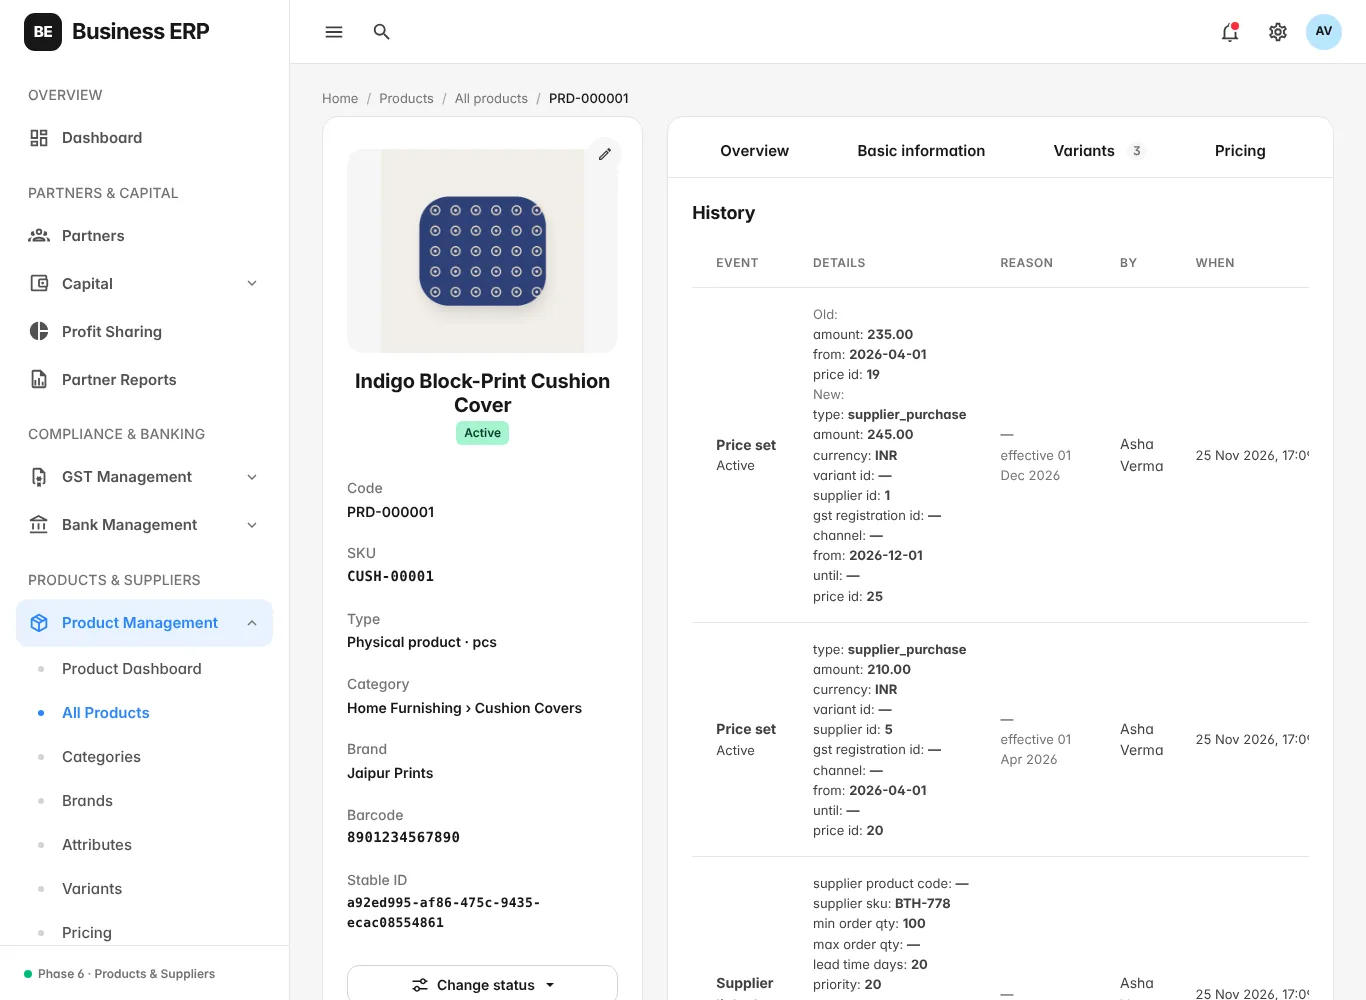 BE Business ERP
OVERVIEW
Dashboard
PARTNERS & CAPITAL
Partners
Capital
Profit Sharing
Partner Reports
COMPLIANCE & BANKING
GST Management
Bank Management
PRODUCTS & SUPPLIERS
Product Management
Product Dashboard
All Products
Categories
Brands
Attributes
Variants
Pricing
Phase 6 · Products & Suppliers
AV
Home / Products / All products / PRD-000001
Indigo Block-Print Cushion
Cover
Active
Code
PRD-000001
SKU
CUSH-00001
Type
Physical product · pcs
Category
Home Furnishing › Cushion Covers
Brand
Jaipur Prints
Barcode
8901234567890
Stable ID
a92ed995-af86-475c-9435-
ecac08554861
Change status
Overview Basic information Variants 3 Pricing
History
EVENT DETAILS REASON BY WHEN
Price set
Active
Old:
amount: 235.00
from: 2026-04-01
price id: 19
New:
type: supplier_purchase
amount: 245.00
currency: INR
variant id: —
supplier id: 1
gst registration id: —
channel: —
from: 2026-12-01
until: —
price id: 25
—
effective 01
Dec 2026
Asha
Verma
25 Nov 2026, 17:09
Price set
Active
type: supplier_purchase
amount: 210.00
currency: INR
variant id: —
supplier id: 5
gst registration id: —
channel: —
from: 2026-04-01
until: —
price id: 20
—
effective 01
Apr 2026
Asha
Verma
25 Nov 2026, 17:09
Supplier
supplier product code: —
supplier sku: BTH-778
min order qty: 100
max order qty: —
lead time days: 20
priority: 20
—
Asha
25 Nov 2026, 17:09